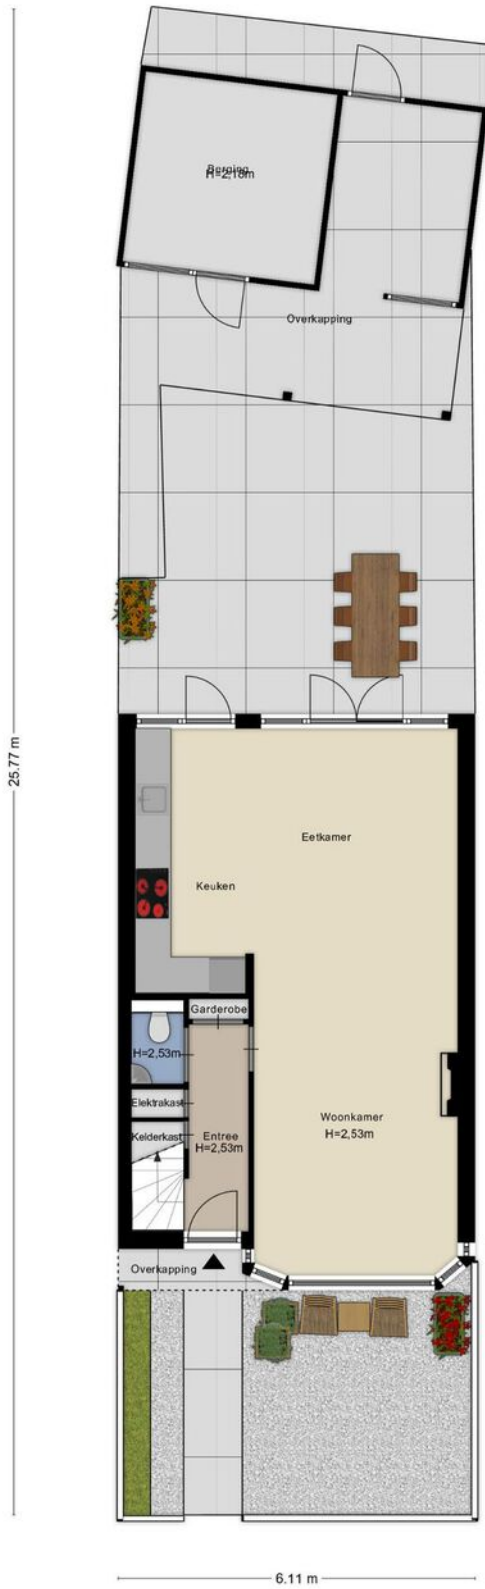 Berging
H=2,18m
Overkapping
25.77 m
Eetkamer
Keuken
Garderobe
H=2,53m
Elektrakast
Kelderkast
Entree
H=2,53m
Woonkamer
H=2,53m
Overkapping
6.11 m